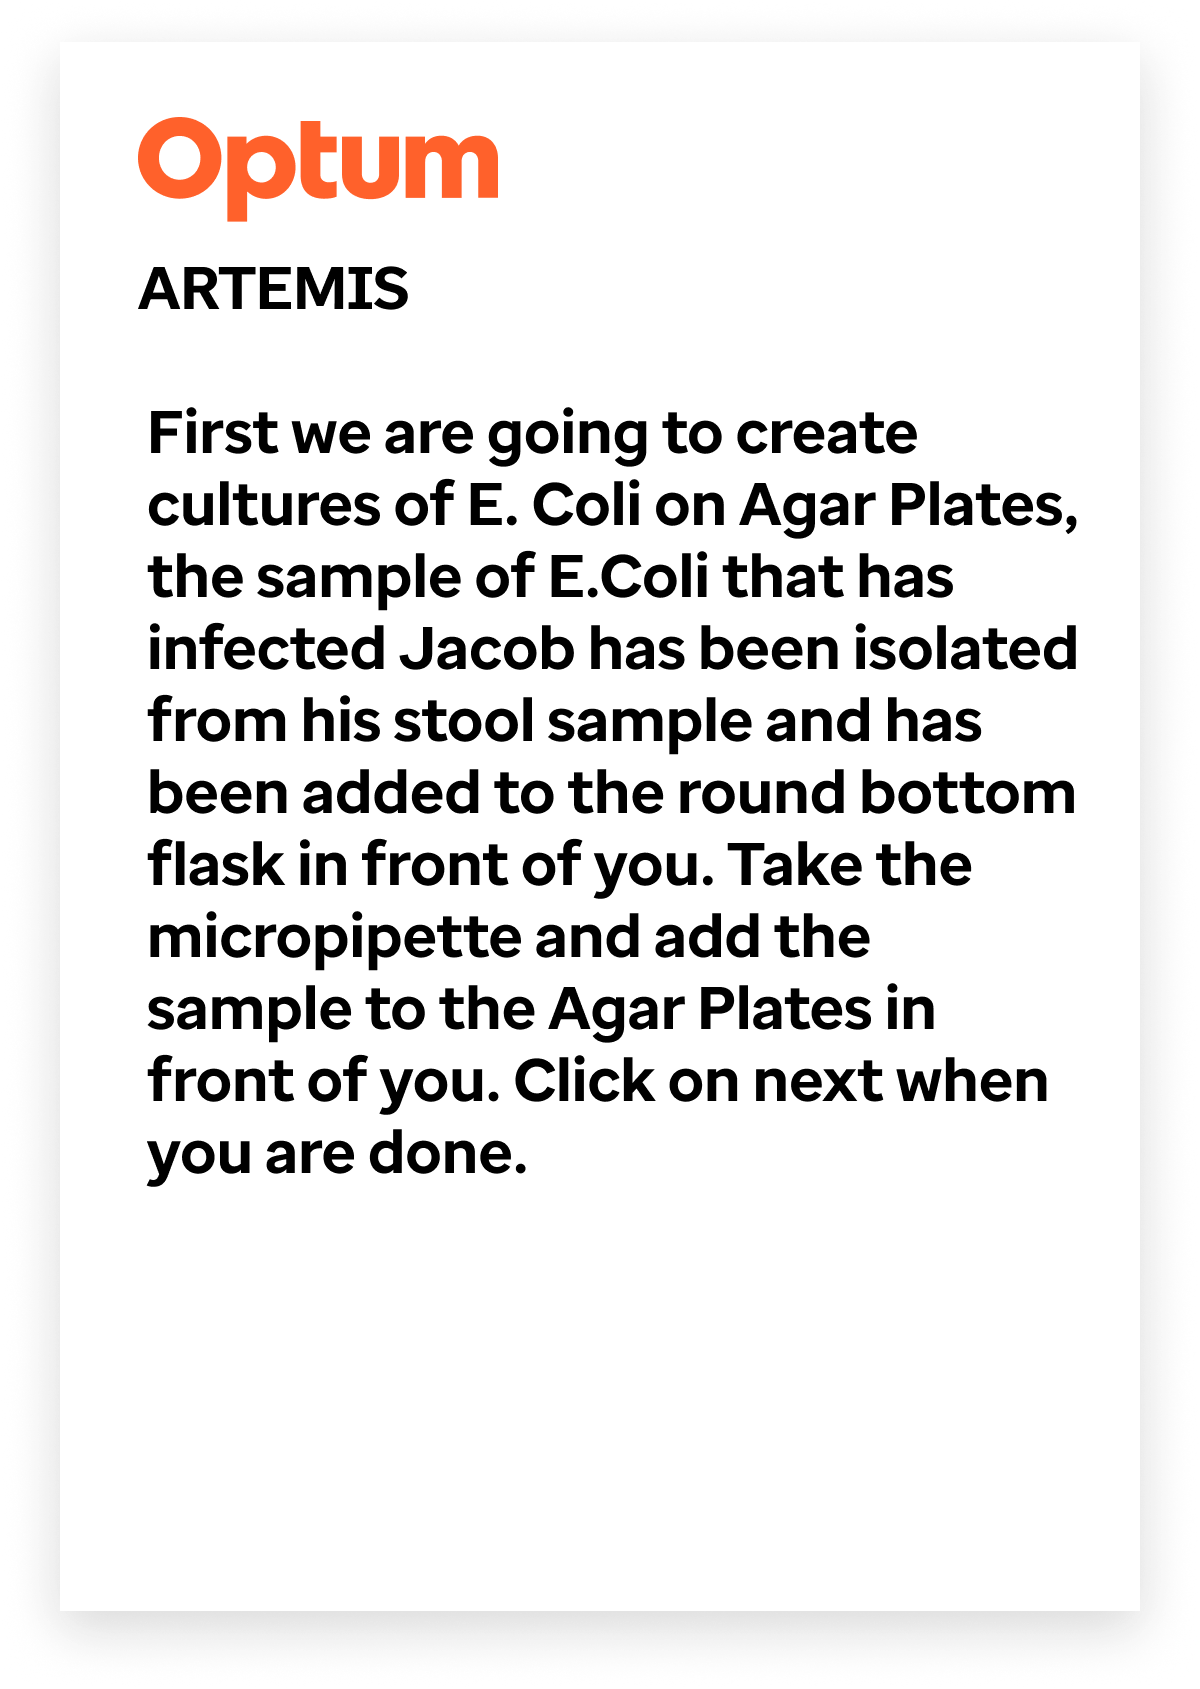 Optum
ARTEMIS
First we are going to create
cultures of E. Coli on Agar Plates,
the sample of E.Coli that has
infected Jacob has been isolated
from his stool sample and has
been added to the round bottom
flask in front of you. Take the
micropipette and add the
sample to the Agar Plates in
front of you. Click on next when
you are done.